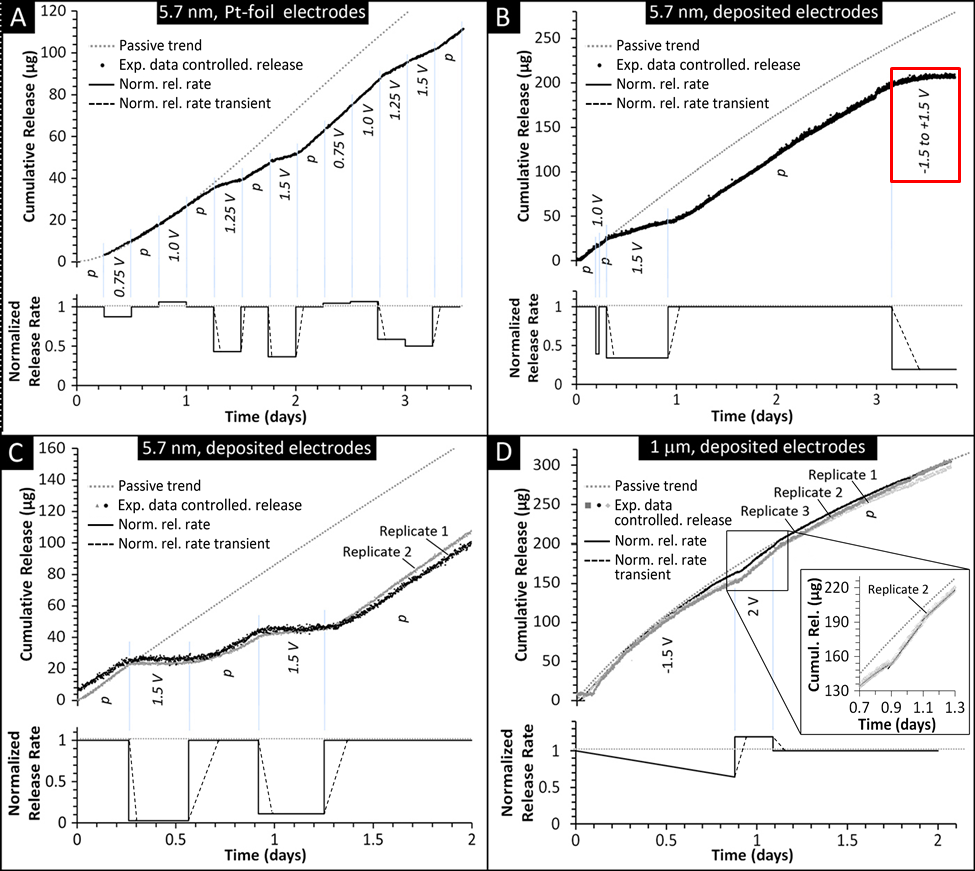 A
5.7 nm, Pt-foil electrodes
120
100
80
60
40
20
0
Cumulative Release (µg)
Passive trend
Exp. data controlled. release
Norm. rel. rate
Norm. rel. rate transient
p
0.75 V
p
1.0 V
p
1.25 V
p
1.5 V
p
0.75 V
1.0 V
1.25 V
1.5 V
p
Normalized
Release Rate
1
0.5
0
0
1
2
3
Time (days)
B
5.7 nm, deposited electrodes
250
200
150
100
50
0
Cumulative Release (µg)
Passive trend
Exp. data controlled. release
Norm. rel. rate
Norm. rel. rate transient
p
1.0 V
p
1.5 V
p
-1.5 to +1.5 V
Normalized
Release Rate
1
0.5
0
0
1
2
3
Time (days)
C
5.7 nm, deposited electrodes
160
140
120
100
80
60
40
20
0
Cumulative Release (µg)
Passive trend
Exp. data controlled. release
Norm. rel. rate
Norm. rel. rate transient
Replicate 1
Replicate 2
p
1.5 V
p
1.5 V
p
Normalized
Release Rate
1
0.5
0
0
0.5
1
1.5
2
Time (days)
D
1 µm, deposited electrodes
300
250
200
150
100
50
0
Cumulative Release (µg)
Passive trend
Exp. data
controlled. release
Norm. rel. rate
Norm. rel. rate
transient
Replicate 1
Replicate 2
Replicate 3
p
-1.5 V
2 V
Cumul. Rel. (µg)
220
190
160
130
Replicate 2
0.7
0.9
1.1
1.3
Time (days)
Normalized
Release Rate
1
0.5
0
0
0.5
1
1.5
2
Time (days)